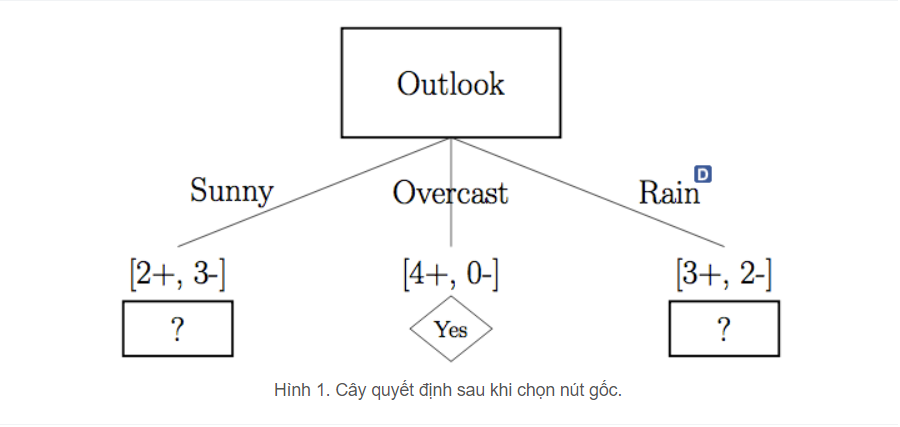 Outlook
Sunny
Overcast
Rain
D
[2+, 3-]
[4+, 0-]
[3+, 2-]
?
Yes
?
Hình 1. Cây quyết định sau khi chọn nút gốc.